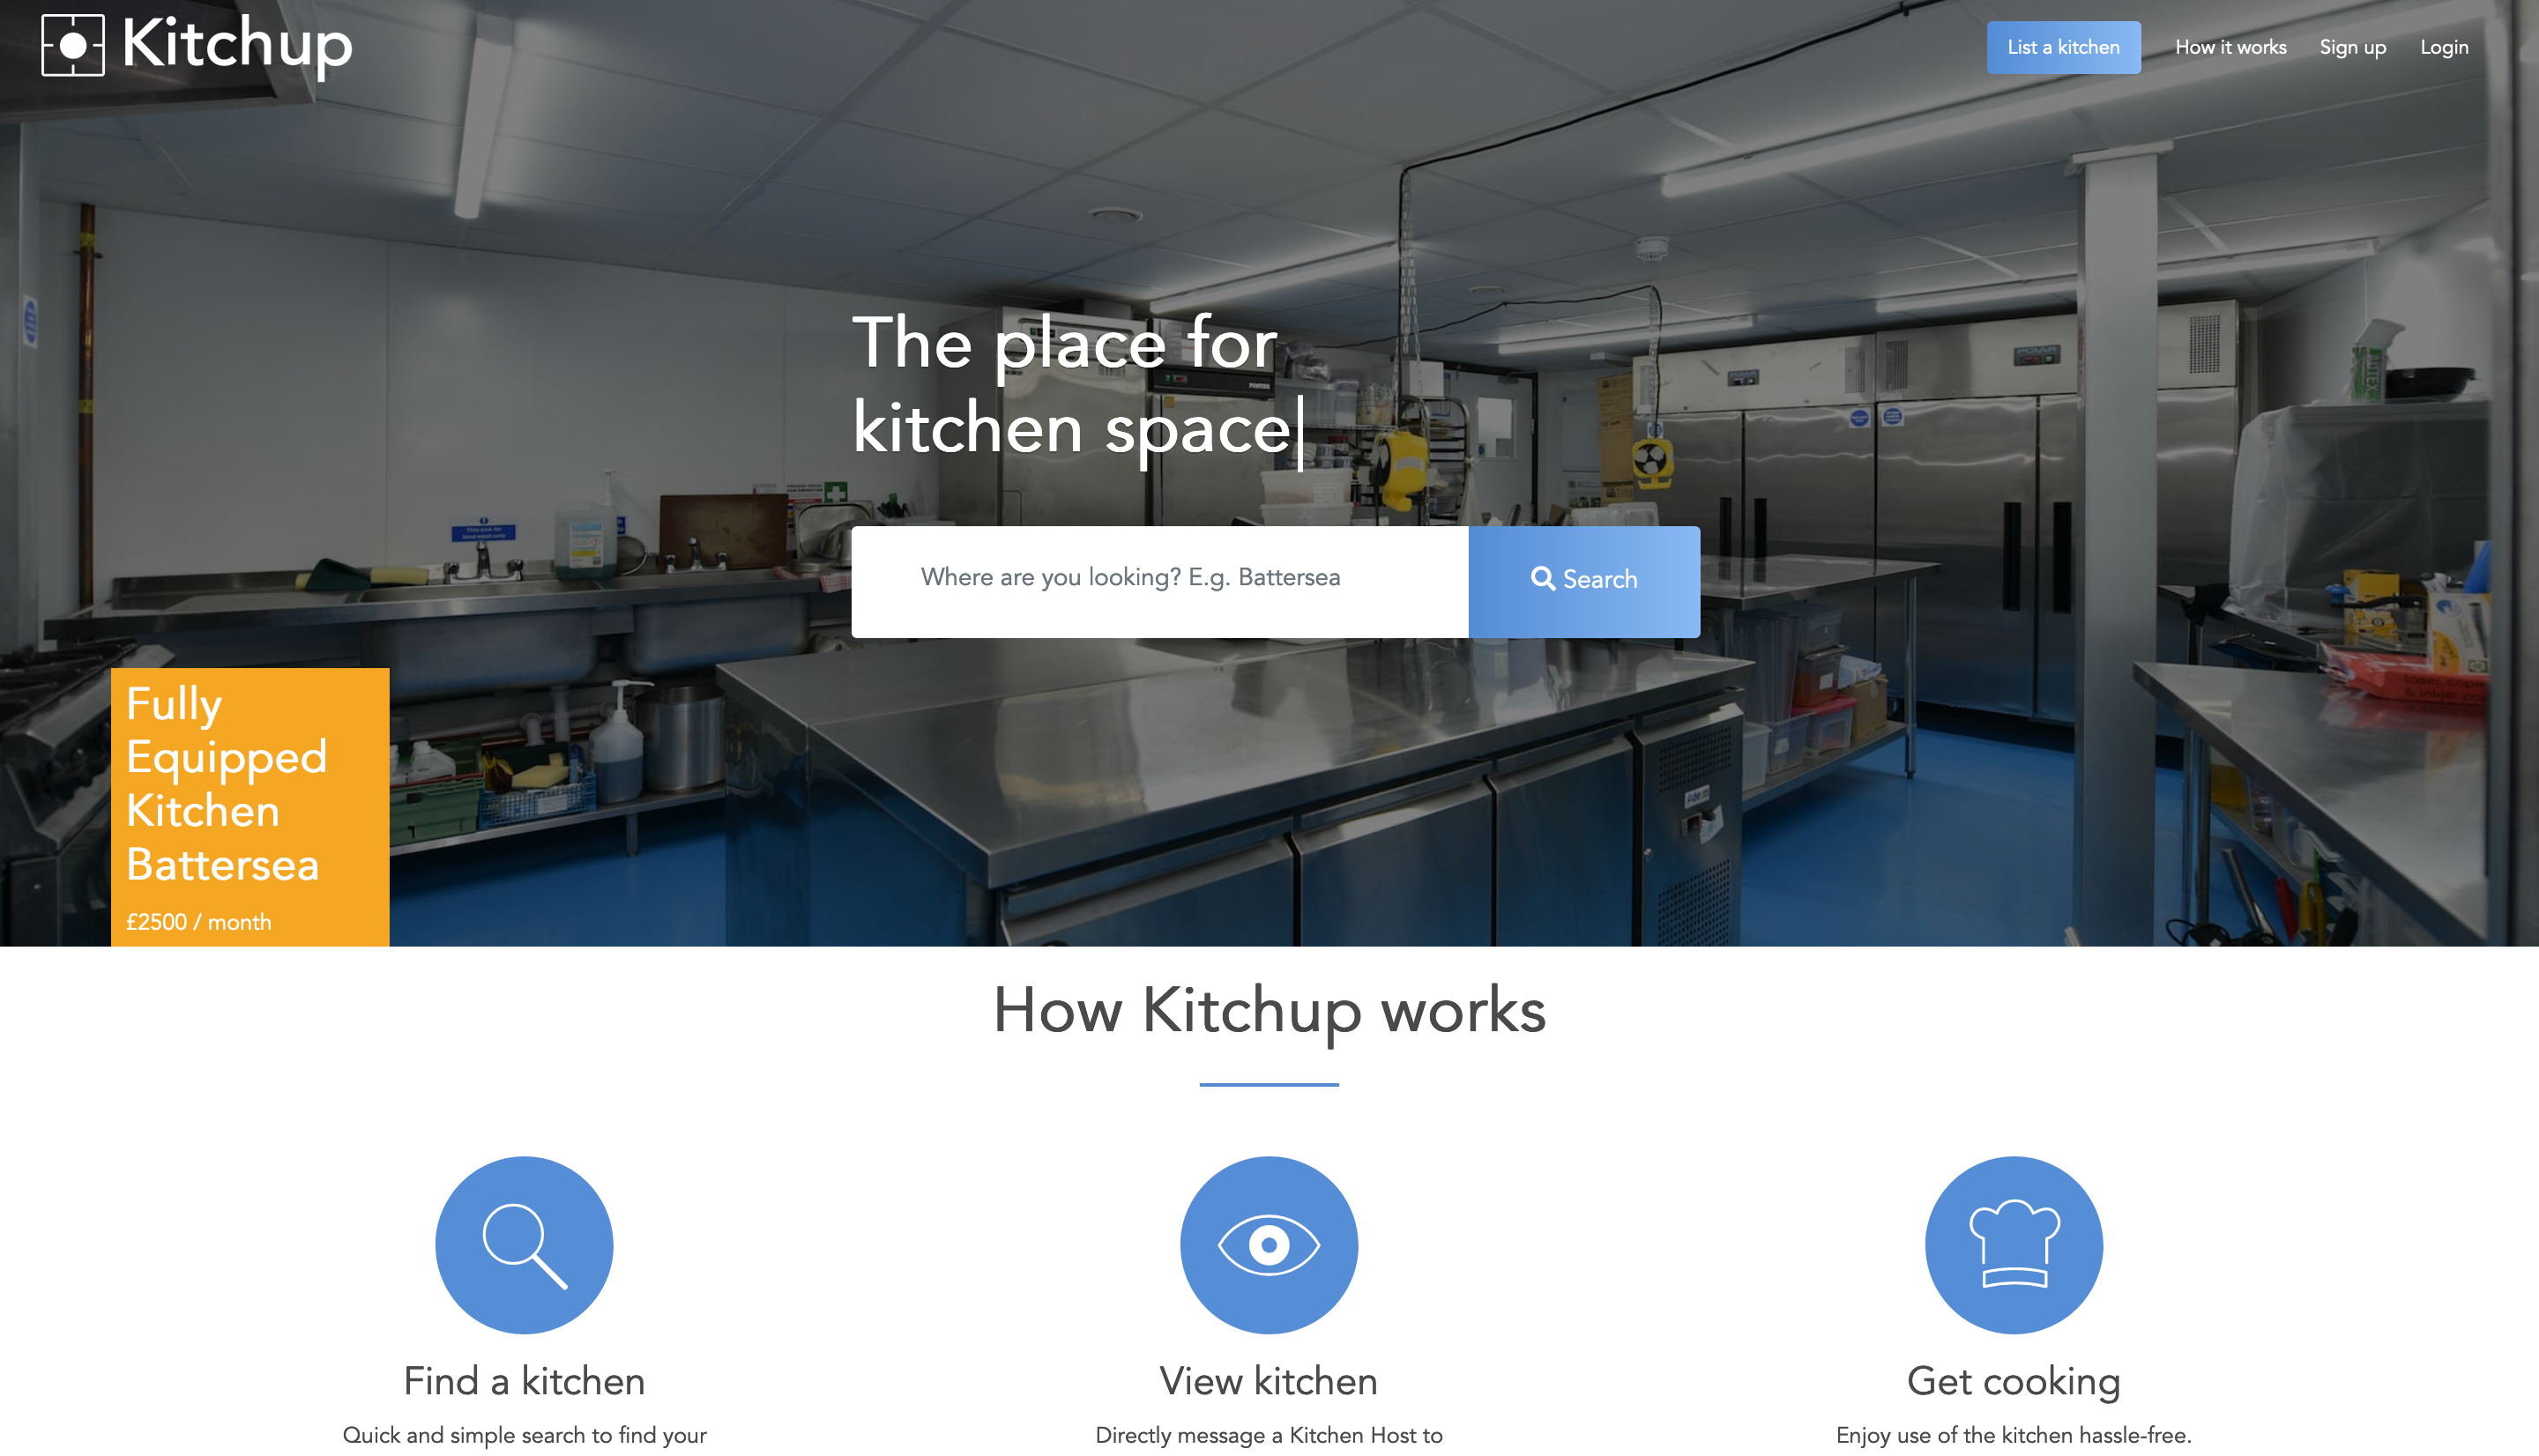 Kitchup
List a kitchen
How it works
Sign up
Login
The place for
kitchen space
Where are you looking? E.g. Battersea
Search
Fully
Equipped
Kitchen
Battersea
£2500 / month
How Kitchup works
Find a kitchen
Quick and simple search to find your
View kitchen
Directly message a Kitchen Host to
Get cooking
Enjoy use of the kitchen hassle-free.